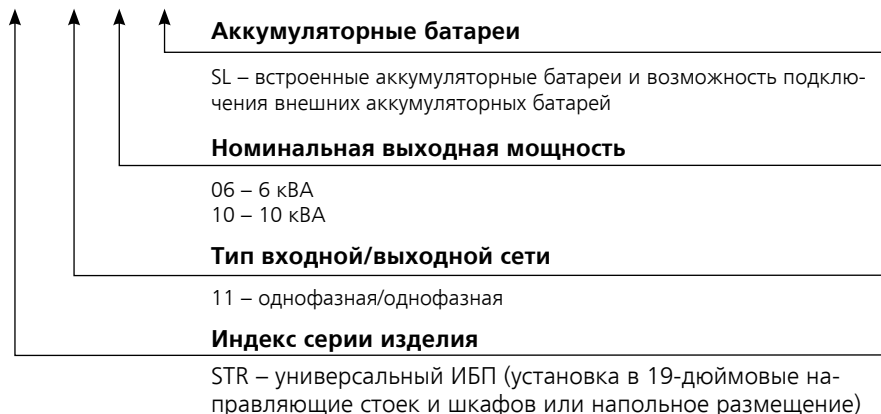 Аккумуляторные батареи
SL – встроенные аккумуляторные батареи и возможность подклю-
чения внешних аккумуляторных батарей
Номинальная выходная мощность
06 – 6 кВА
10 – 10 кВА
Тип входной/выходной сети
11 – однофазная/однофазная
Индекс серии изделия
STR – универсальный ИБП (установка в 19-дюймовые на-
правляющие стоек и шкафов или напольное размещение)